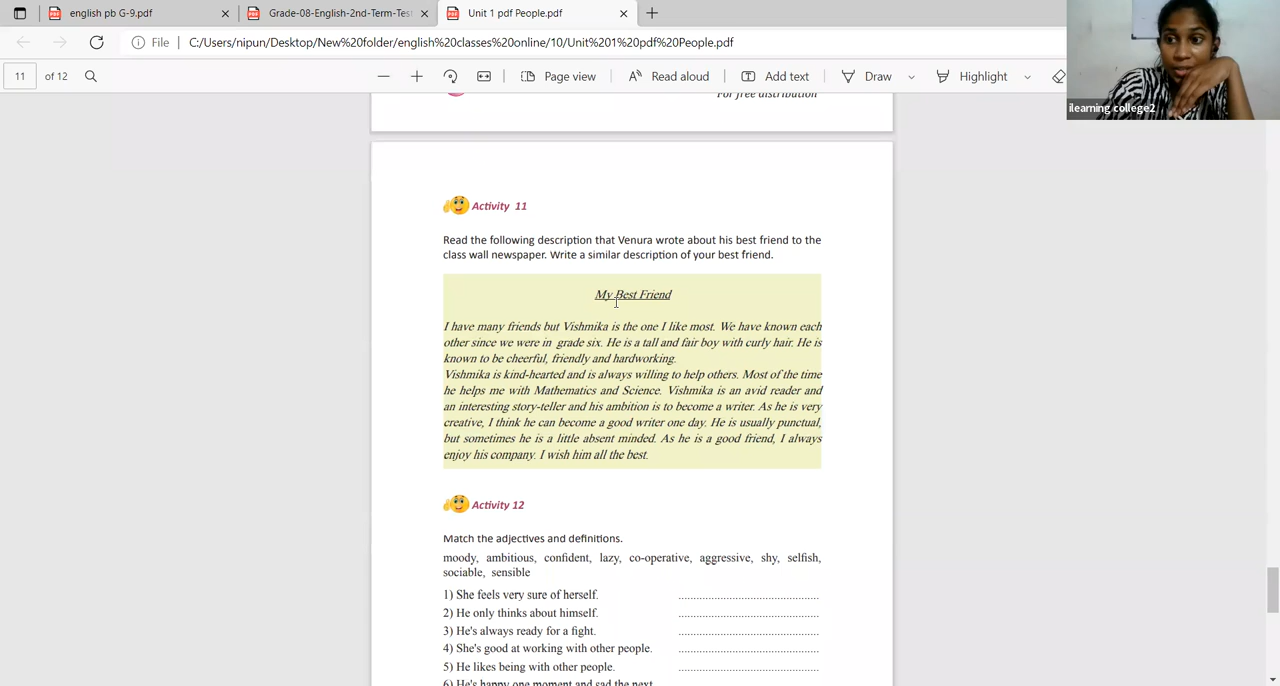 english pb G-9.pdf
Grade-08-English-2nd-Term-Test
Unit 1 pdf People.pdf
File
C:/Users/nipun/Desktop/New%20folder/english%20classes%20online/10/Unit%201%20pdf%20People.pdf
11 of 12
Page view
Read aloud
Add text
Draw
Highlight
ilearning college2
For free distribution
Activity 11
Read the following description that Venura wrote about his best friend to the
class wall newspaper. Write a similar description of your best friend.
My Best Friend
I have many friends but Vishmika is the one I like most. We have known each
other since we were in grade six. He is a tall and fair boy with curly hair. He is
known to be cheerful, friendly and hardworking.
Vishmika is kind-hearted and is always willing to help others. Most of the time
he helps me with Mathematics and Science. Vishmika is an avid reader and
an interesting story-teller and his ambition is to become a writer. As he is very
creative, I think he can become a good writer one day. He is usually punctual,
but sometimes he is a little absent minded. As he is a good friend, I always
enjoy his company. I wish him all the best.
Activity 12
Match the adjectives and definitions.
moody, ambitious, confident, lazy, co-operative, aggressive, shy, selfish,
sociable, sensible
1) She feels very sure of herself. ................................................
2) He only thinks about himself. ................................................
3) He's always ready for a fight. ................................................
4) She's good at working with other people. ................................................
5) He likes being with other people. ................................................
6) He's happy one moment and sad the next